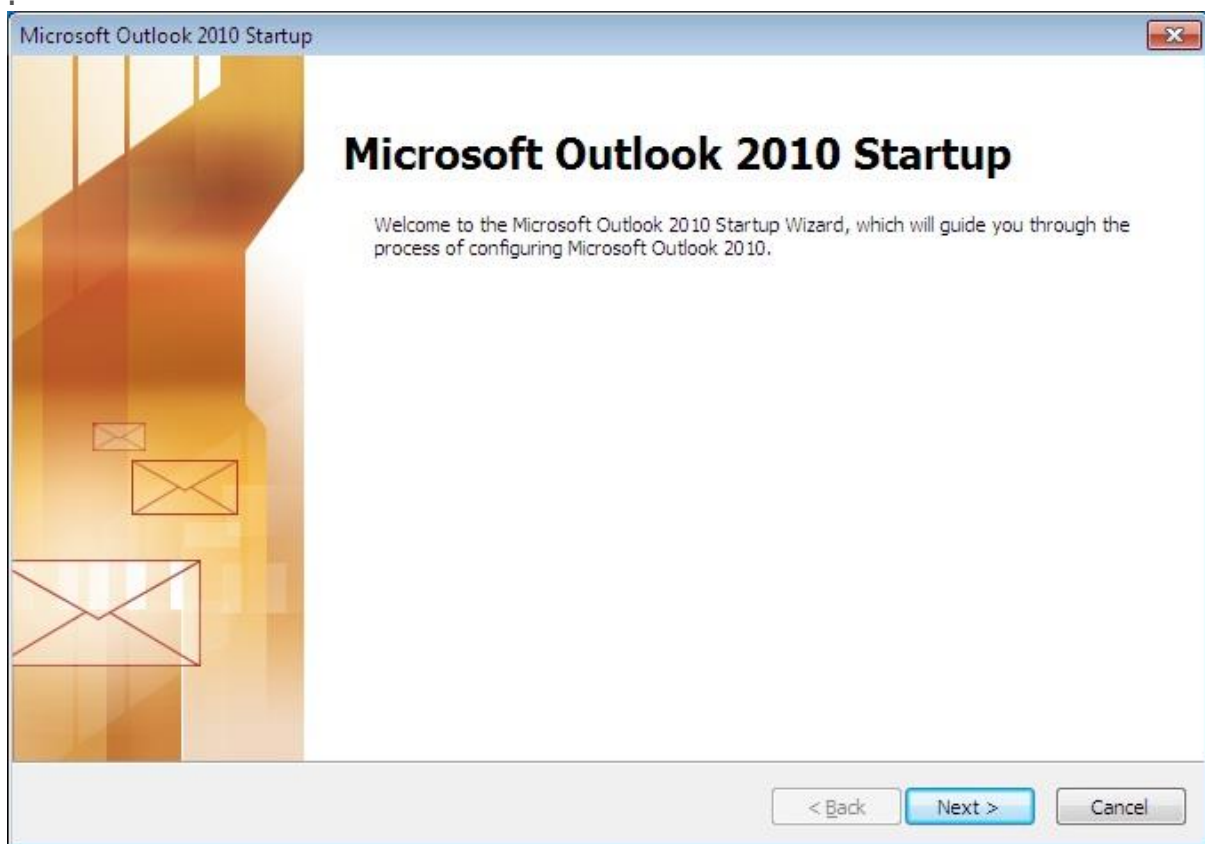 Microsoft Outlook 2010 Startup
Microsoft Outlook 2010 Startup
Welcome to the Microsoft Outlook 2010 Startup Wizard, which will guide you through the
process of configuring Microsoft Outlook 2010.
< Back Next > Cancel